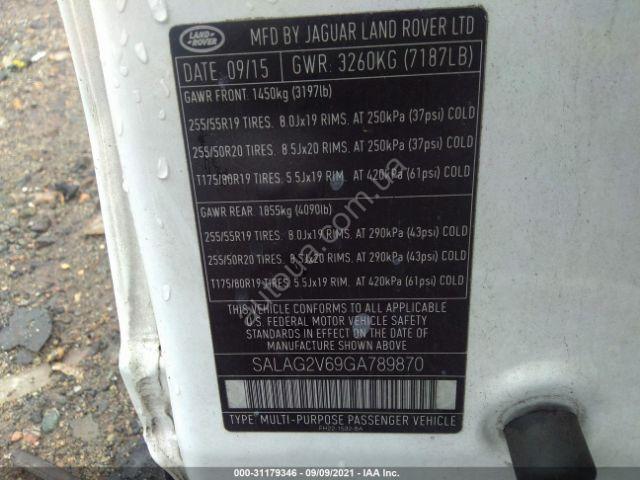 LAND ROVER
MFD BY JAGUAR LAND ROVER LTD
DATE 09/15 GWR: 3260KG (7187LB)
GAWR FRONT: 1450kg (3197lb)
255/55R19 TIRES. 8.0Jx19 RIMS. AT 250kPa (37psi) COLD
255/50R20 TIRES. 8.5Jx20 RIMS. AT 250kPa (37psi) COLD
T175/80R19 TIRES. 5.5Jx19 RIM. AT 420kPa (61psi) COLD
GAWR REAR: 1855kg (4090lb)
255/55R19 TIRES. 8.0Jx19 RIMS. AT 290kPa (43psi) COLD
255/50R20 TIRES. 8.5Jx20 RIMS. AT 290kPa (43psi) COLD
T175/80R19 TIRES. 5.5Jx19 RIM. AT 420kPa (61psi) COLD
THIS VEHICLE CONFORMS TO ALL APPLICABLE
U.S. FEDERAL MOTOR VEHICLE SAFETY
STANDARDS IN EFFECT ON THE DATE OF
MANUFACTURE SHOWN ABOVE.
SALAG2V69GA789870
TYPE: MULTI-PURPOSE PASSENGER VEHICLE
autoua.com.ua
000-31179346 - 09/09/2021 - IAA Inc.